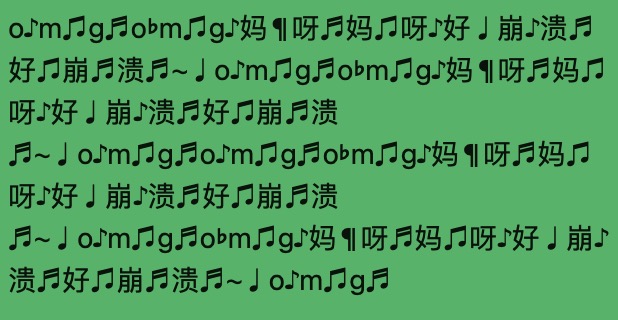 o♪m♫g♬o♭m♫g♪妈¶呀♬妈♫呀♪好♩崩♪溃♬
好♫崩♬溃♬~♩o♪m♫g♬o♭m♫g♪妈¶呀♬妈♫
呀♪好♩崩♪溃♬好♫崩♬溃
♬~♩o♪m♫g♬o♪m♫g♬o♭m♫g♪妈¶呀♬妈♫
呀♪好♩崩♪溃♬好♫崩♬溃
♬~♩o♪m♫g♬o♭m♫g♪妈¶呀♬妈♫呀♪好♩崩♪
溃♬好♫崩♬溃♬~♩o♪m♫g♬